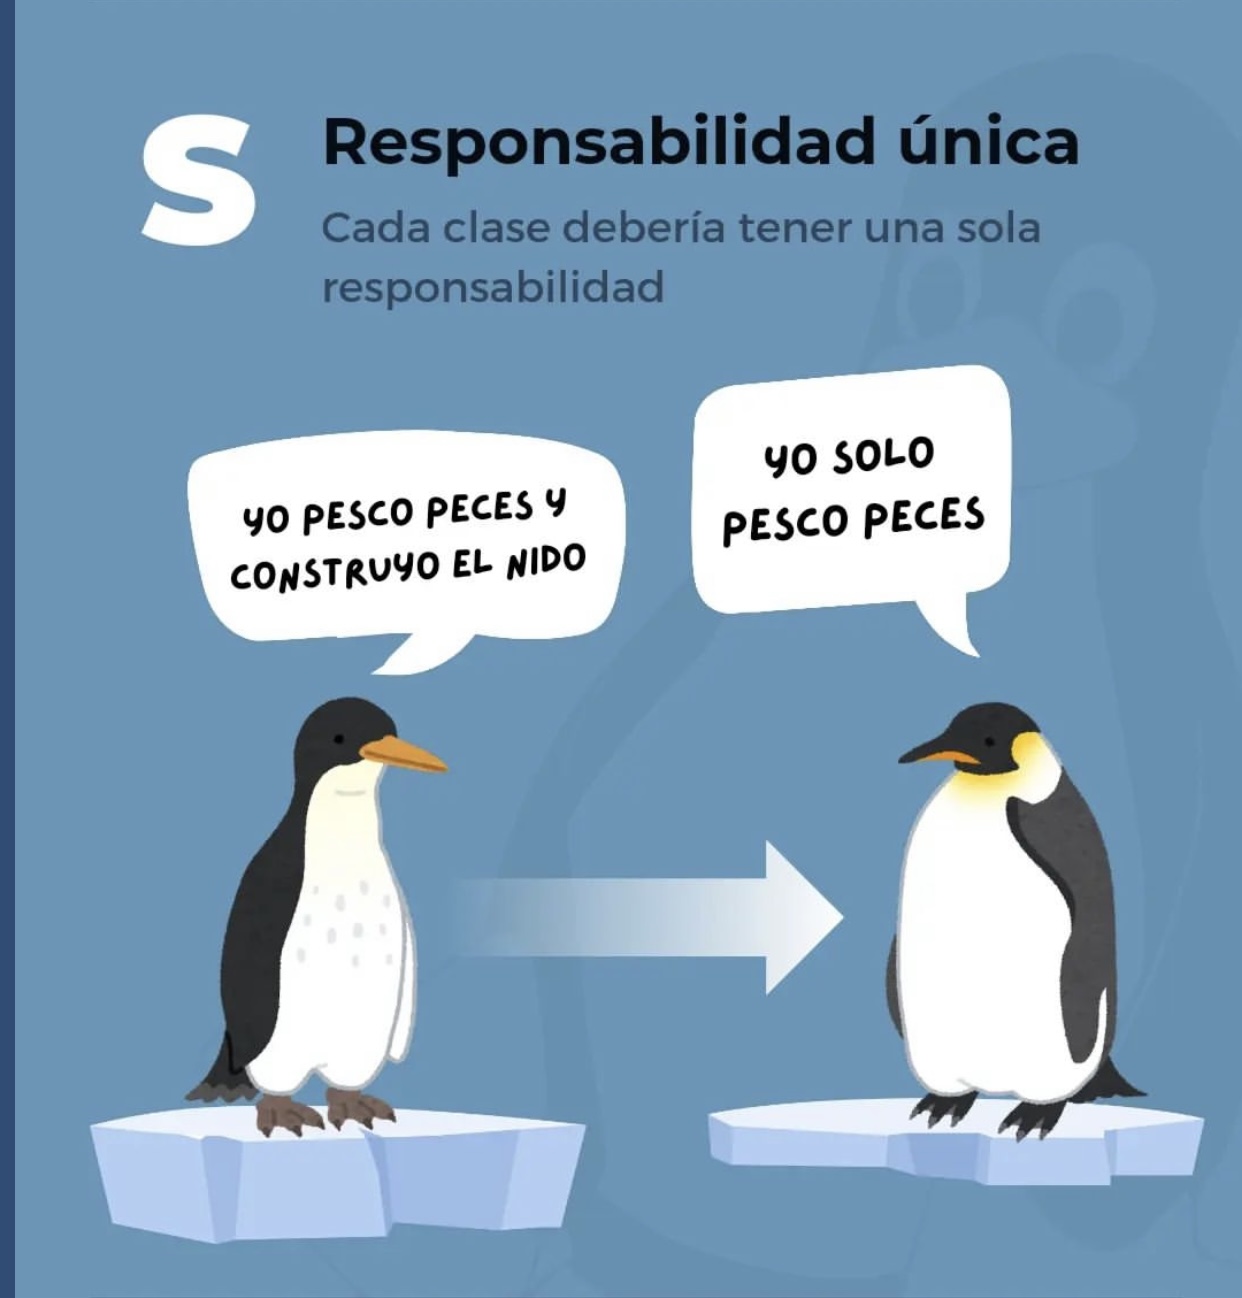 S
Responsabilidad única
Cada clase debería tener una sola
responsabilidad
YO PESCO PECES Y
CONSTRUYO EL NIDO
YO SOLO
PESCO PECES